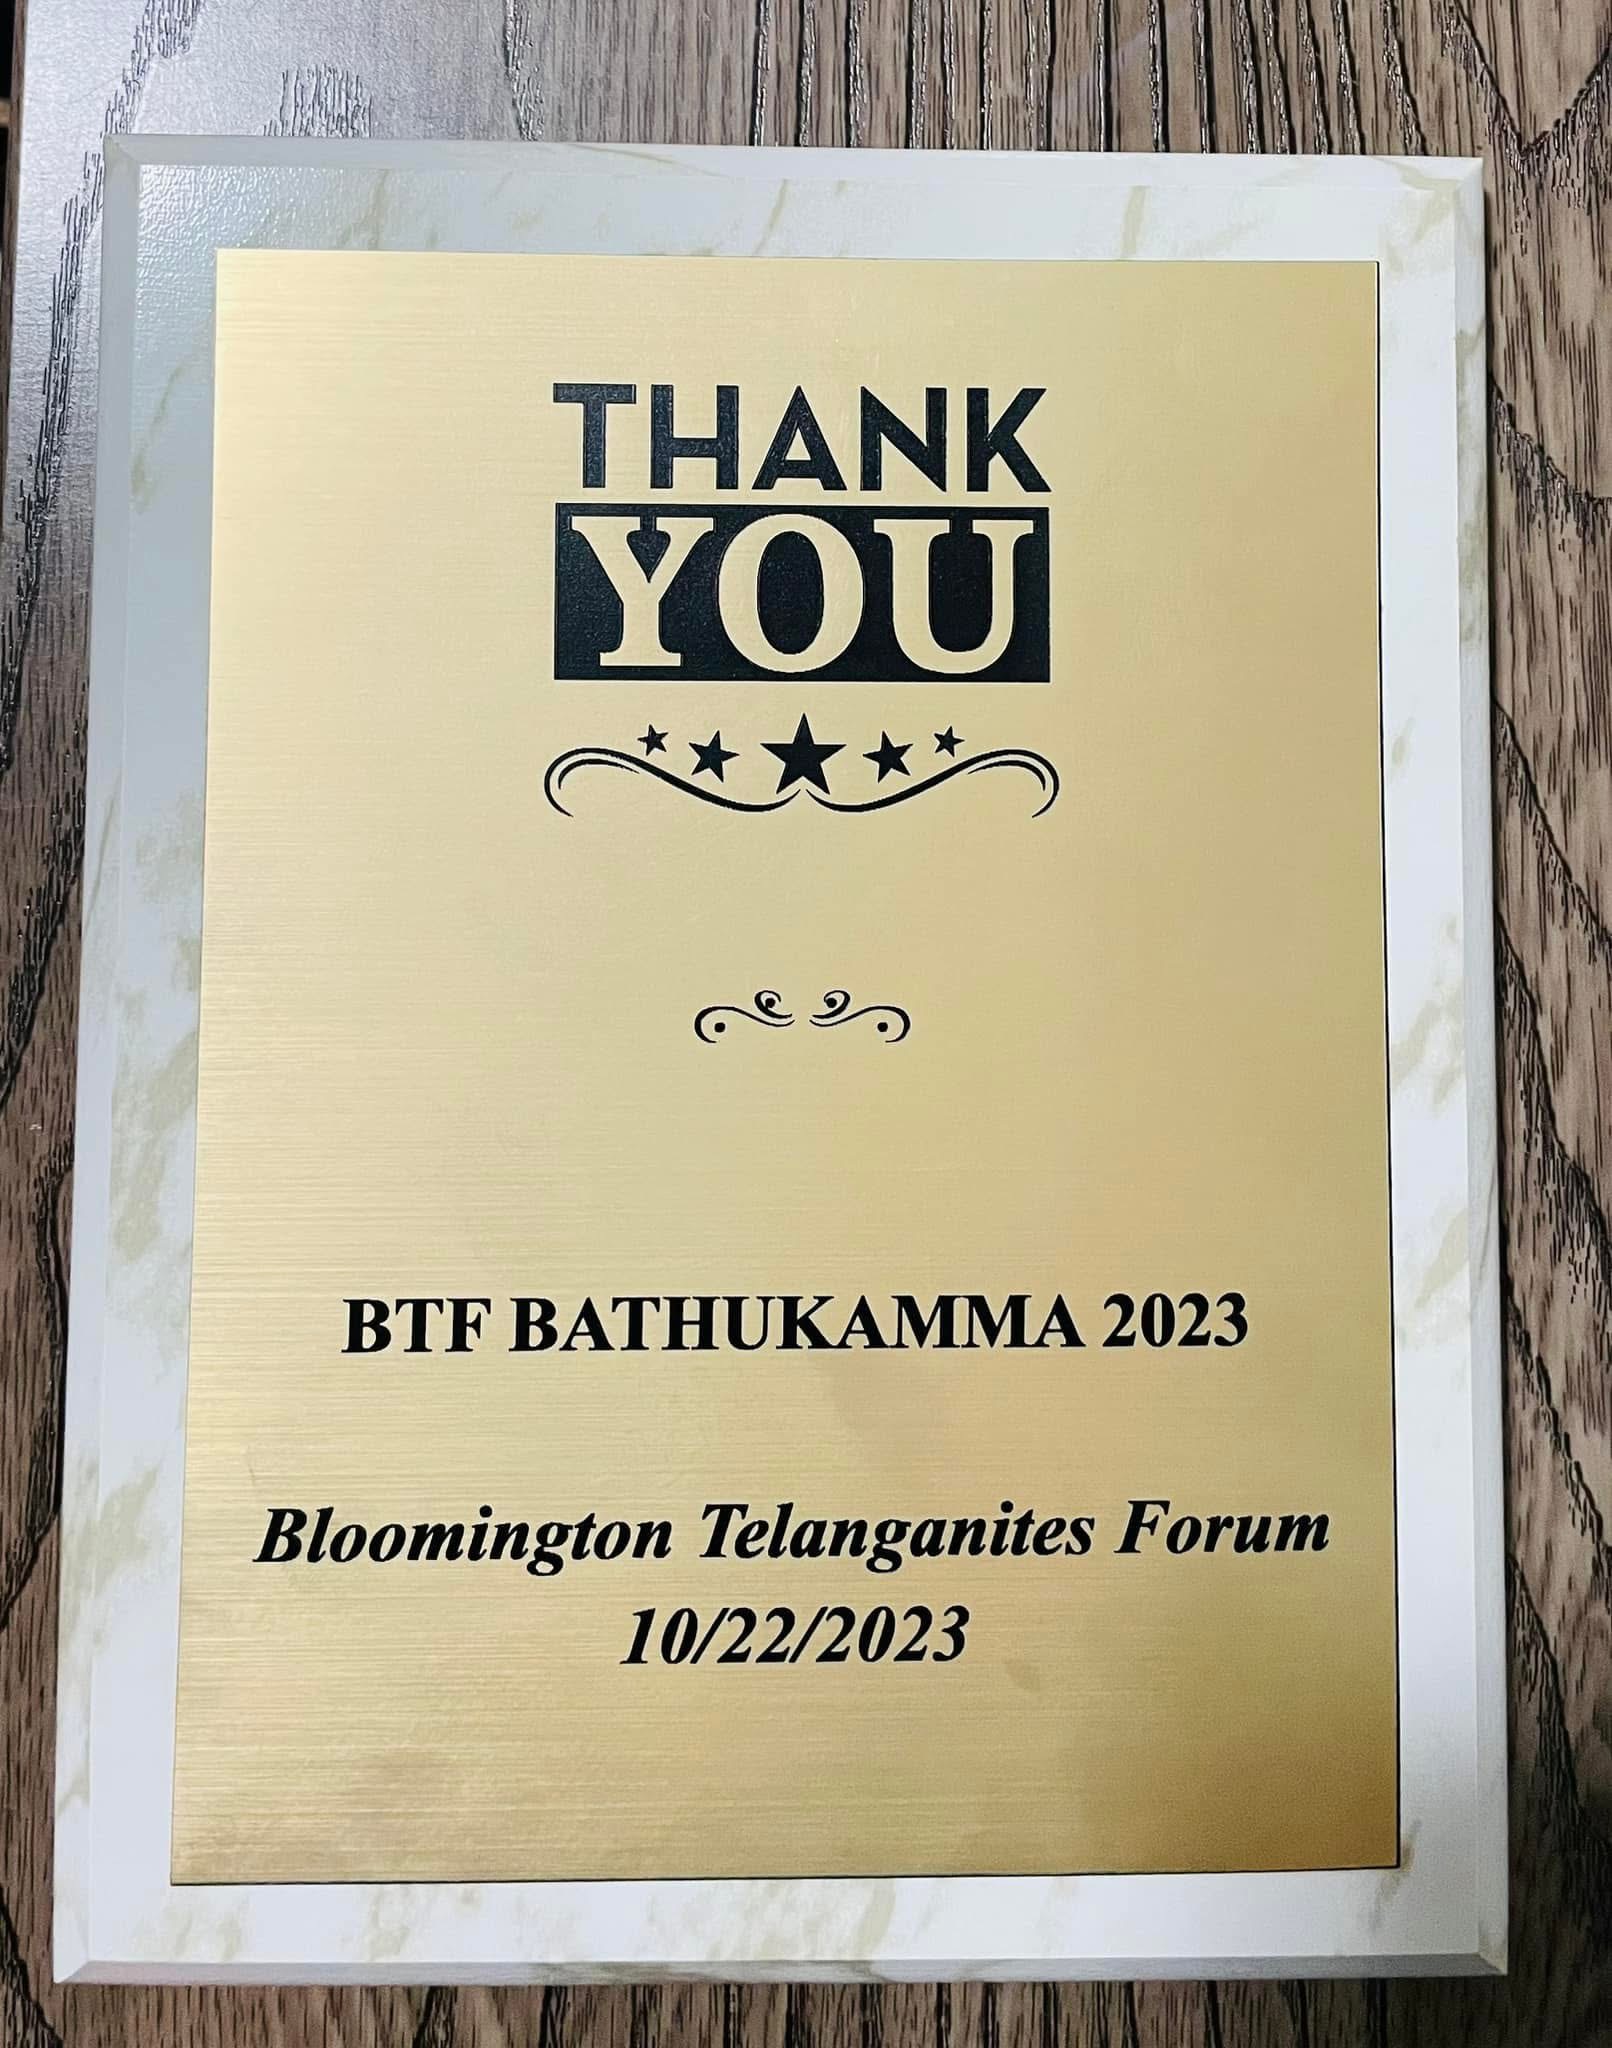 THANK
YOU
BTF BATHUKAMMA 2023
Bloomington Telanganites Forum
10/22/2023